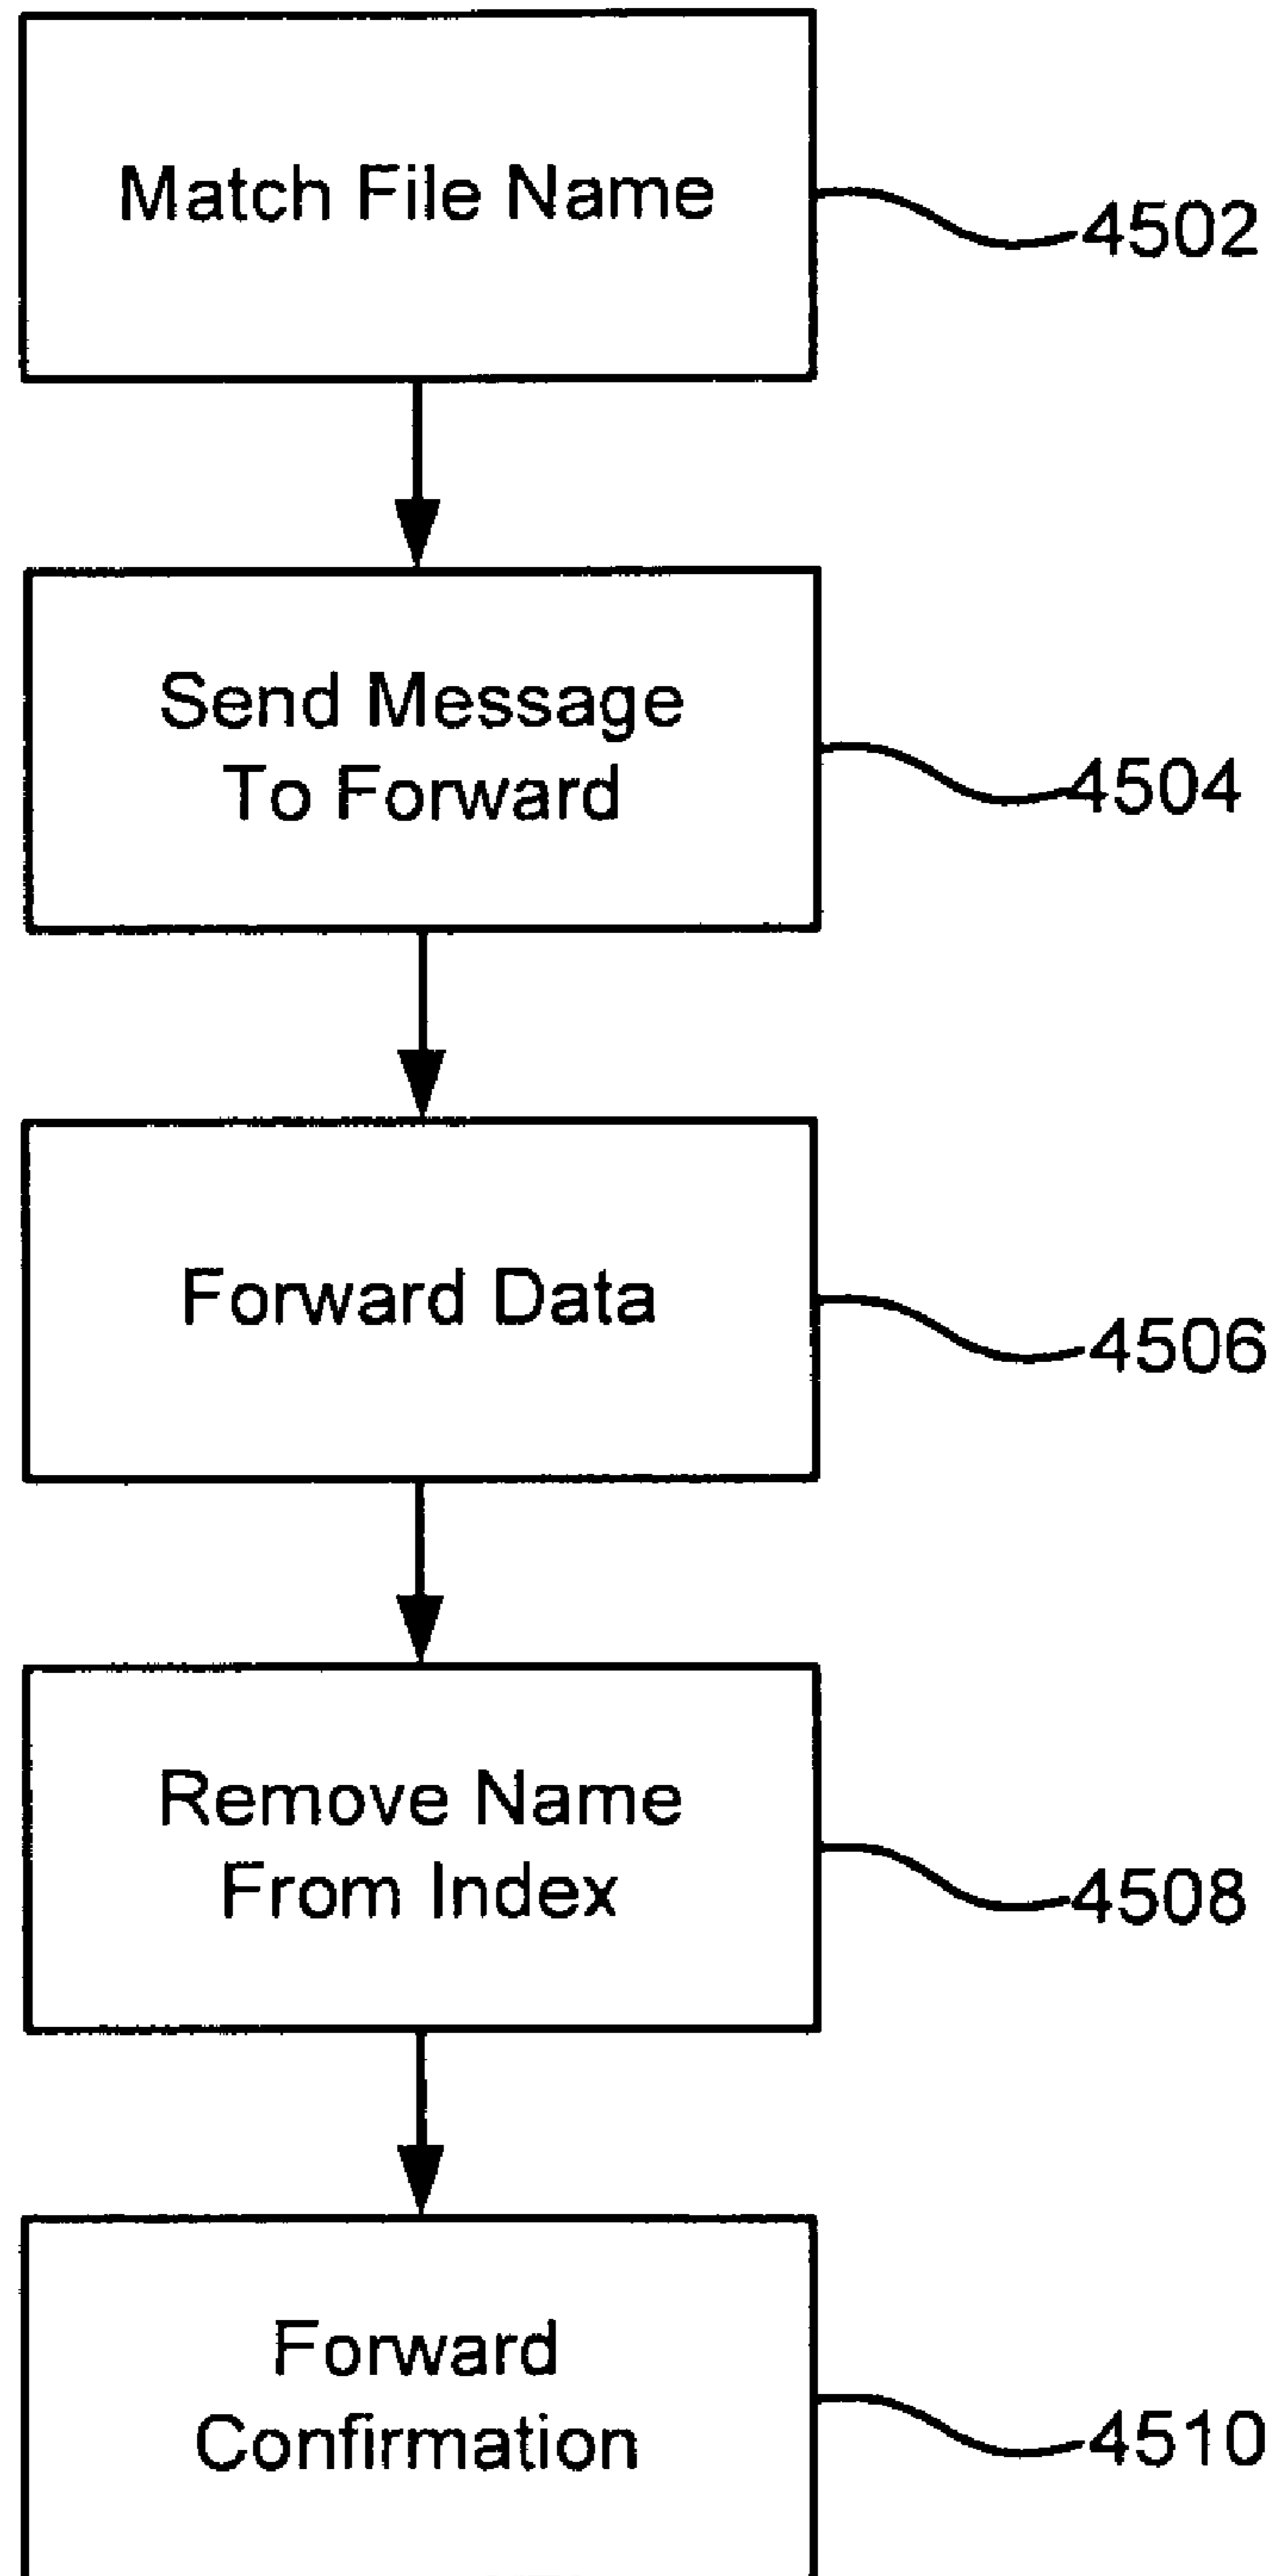 Match File Name
4502
Send Message
To Forward
4504
Forward Data
4506
Remove Name
From Index
4508
Forward
Confirmation
4510